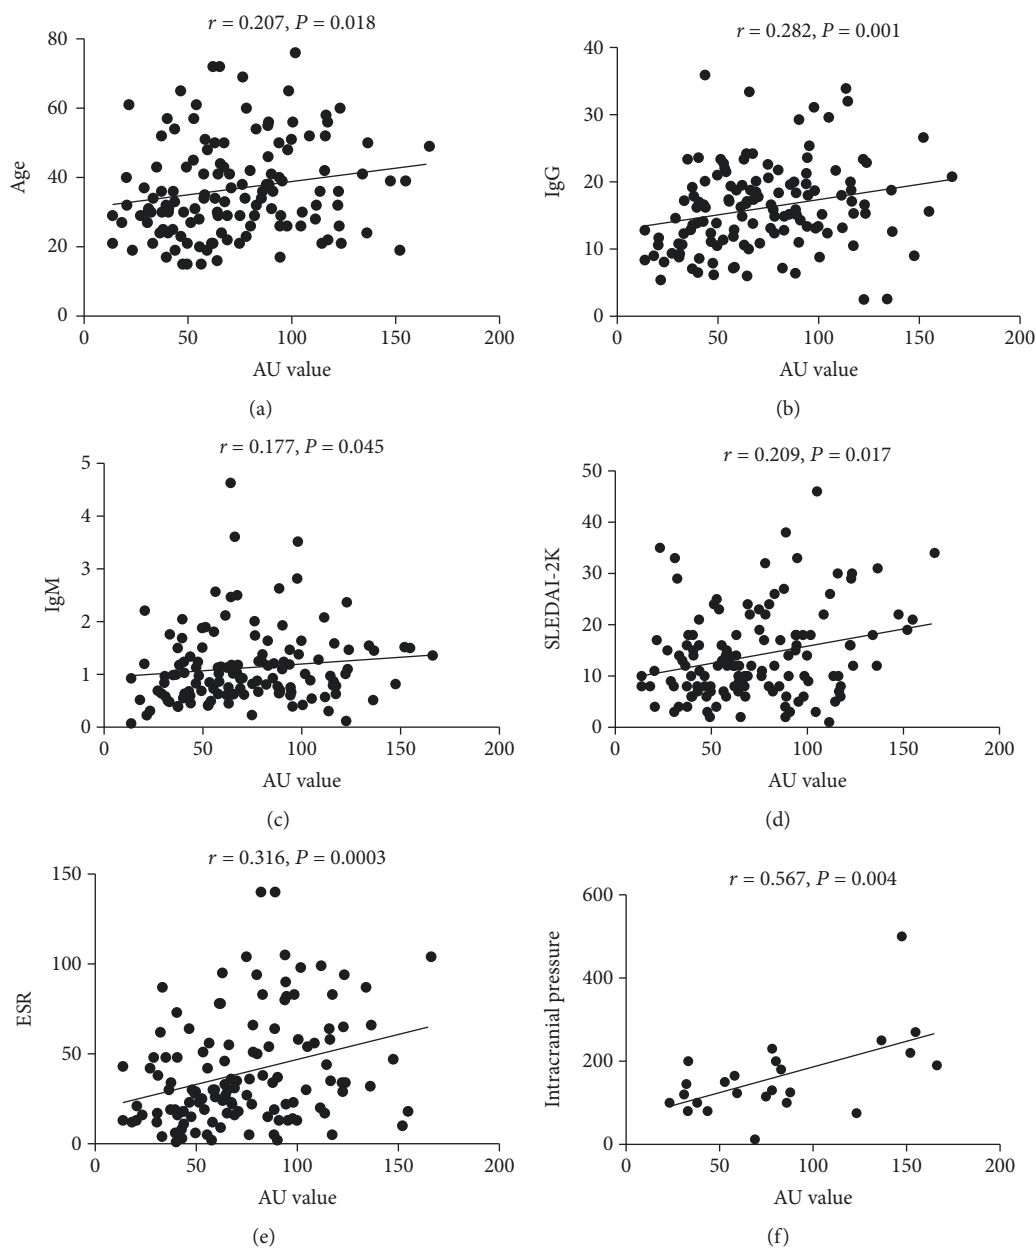 r = 0.207, P = 0.018
80
60
40
20
0
Age
0 50 100 150 200
AU value
(a)
r = 0.282, P = 0.001
40
30
20
10
0
IgG
0 50 100 150 200
AU value
(b)
r = 0.177, P = 0.045
5
4
3
2
1
0
IgM
0 50 100 150 200
AU value
(c)
r = 0.209, P = 0.017
50
40
30
20
10
0
SLEDAI-2K
0 50 100 150 200
AU value
(d)
r = 0.316, P = 0.0003
150
100
50
0
ESR
0 50 100 150 200
AU value
(e)
r = 0.567, P = 0.004
600
400
200
0
Intracranial pressure
0 50 100 150 200
AU value
(f)